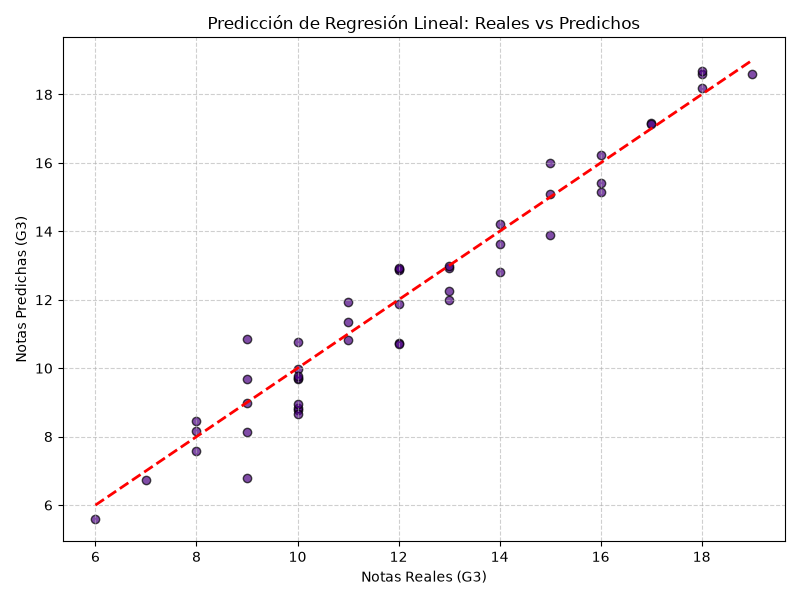 Predicción de Regresión Lineal: Reales vs Predichos
Notas Predichas (G3)
18
16
14
12
10
8
6
6 8 10 12 14 16 18
Notas Reales (G3)